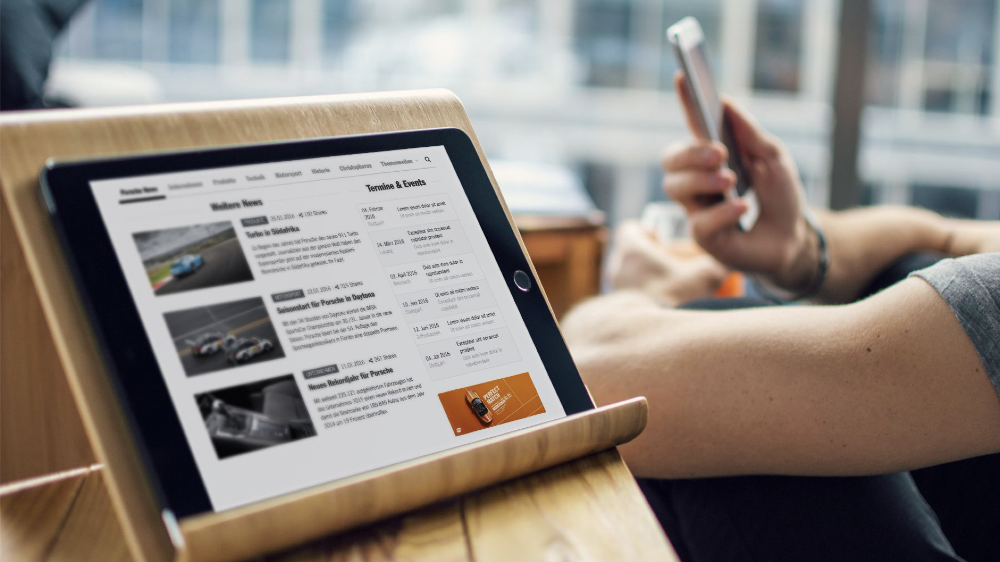 Porsche News Unternehmen Produkte Technik Motorsport Historie Christophorus Themenwelten
Weitere News
PRODUKTE 25.01.2016 192 Shares
Turbo in Südafrika
Zu Beginn des Jahres hat Porsche den neuen 911 Turbo
vorgestellt. Journalisten aus der ganzen Welt haben den
Supersportler jetzt auf der modernisierten Kyalami-
Rennstrecke in Südafrika getestet. Ihr Fazit.
MOTORSPORT 22.01.2016 215 Shares
Saisonstart für Porsche in Daytona
Mit den 24 Stunden von Daytona startet die IMSA
SportsCar Championship am 30./31. Januar in die neue
Saison. Porsche feiert bei der 54. Auflage des
Sportwagenklassikers in Florida eine doppelte Premiere.
UNTERNEHMEN 11.01.2016 267 Shares
Neues Rekordjahr für Porsche
Mit weltweit 225.121 ausgelieferten Fahrzeugen hat
das Unternehmen 2015 einen neuen Rekord erzielt und
damit die Bestmarke von 189.849 Autos aus dem Jahr
2014 um 19 Prozent übertroffen.
Termine & Events
04. Februar
2016
Stuttgart
Lorem ipsum dolor sit amet
Ut enim ad minim veniam
14. März 2016
Leipzig
Excepteur sint occaecat
cupidatat proident
Duis aute irure dolor in
reprehenderit
02. April 2016
Weissach
Duis aute irure dolor in
reprehenderit
Ut enim ad minim veniam
10. Juni 2016
Stuttgart
Ut enim ad minim veniam
Excepteur sint occaecat
cupidatat
12. Juni 2016
Zuffenhausen
Lorem ipsum dolor sit amet
Ut enim ad minim veniam
04. Juli 2016
Stuttgart
Excepteur sint occaecat
proident
Duis aute irure dolor in
reprehenderit
PERFECT
MATCH